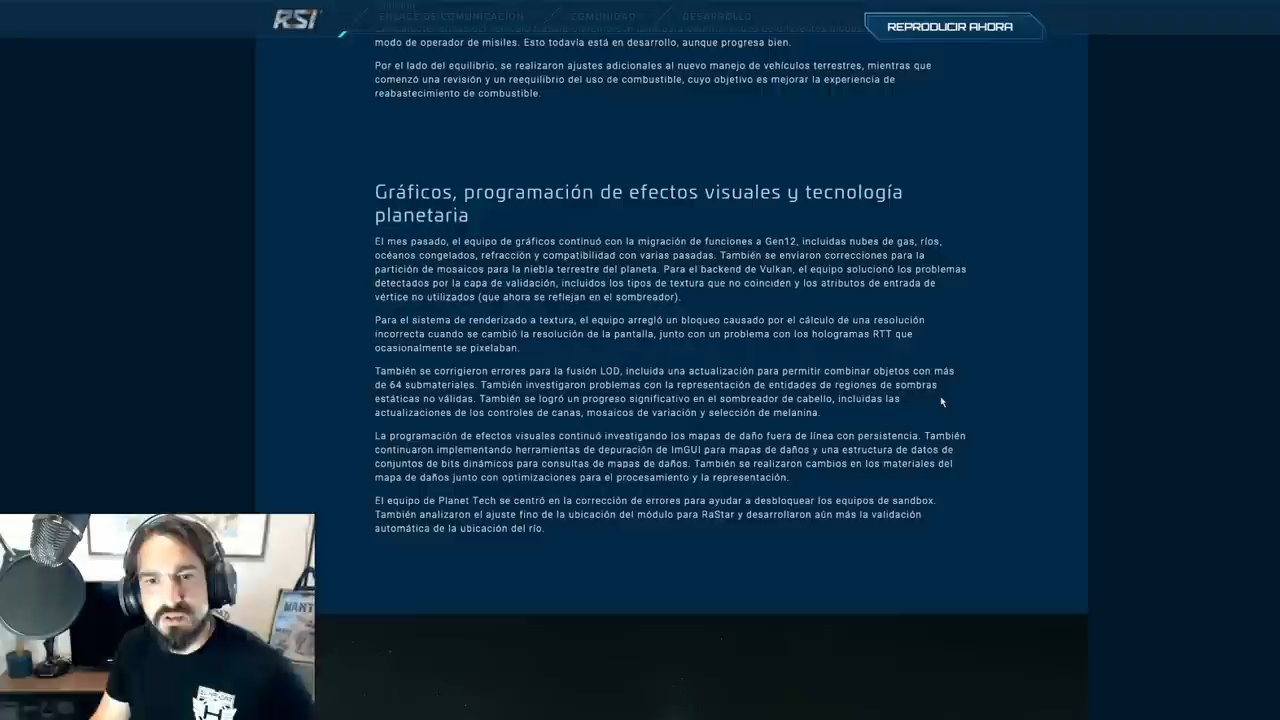 RSI
ENLACE DE COMUNICACIÓN
COMUNIDAD
DESARROLLO
REPRODUCIR AHORA
modo de operador de misiles. Esto todavía está en desarrollo, aunque progresa bien.
Por el lado del equilibrio, se realizaron ajustes adicionales al nuevo manejo de vehículos terrestres, mientras que
comenzó una revisión y un reequilibrio del uso de combustible, cuyo objetivo es mejorar la experiencia de
reabastecimiento de combustible.
Gráficos, programación de efectos visuales y tecnología
planetaria
El mes pasado, el equipo de gráficos continuó con la migración de funciones a Gen12, incluidas nubes de gas, ríos,
océanos congelados, refracción y compatibilidad con varias pasadas. También se enviaron correcciones para la
partición de mosaicos para la niebla terrestre del planeta. Para el backend de Vulkan, el equipo solucionó los problemas
detectados por la capa de validación, incluidos los tipos de textura que no coinciden y los atributos de entrada de
vértice no utilizados (que ahora se reflejan en el sombreador).
Para el sistema de renderizado a textura, el equipo arregló un bloqueo causado por el cálculo de una resolución
incorrecta cuando se cambió la resolución de la pantalla, junto con un problema con los hologramas RTT que
ocasionalmente se pixelaban.
También se corrigieron errores para la fusión LOD, incluida una actualización para permitir combinar objetos con más
de 64 submateriales. También investigaron problemas con la representación de entidades de regiones de sombras
estáticas no válidas. También se logró un progreso significativo en el sombreador de cabello, incluidas las
actualizaciones de los controles de canas, mosaicos de variación y selección de melanina.
La programación de efectos visuales continuó investigando los mapas de daño fuera de línea con persistencia. También
continuaron implementando herramientas de depuración de ImGUI para mapas de daños y una estructura de datos de
conjuntos de bits dinámicos para consultas de mapas de daños. También se realizaron cambios en los materiales del
mapa de daños junto con optimizaciones para el procesamiento y la representación.
El equipo de Planet Tech se centró en la corrección de errores para ayudar a desbloquear los equipos de sandbox.
También analizaron el ajuste fino de la ubicación del módulo para RaStar y desarrollaron aún más la validación
automática de la ubicación del río.